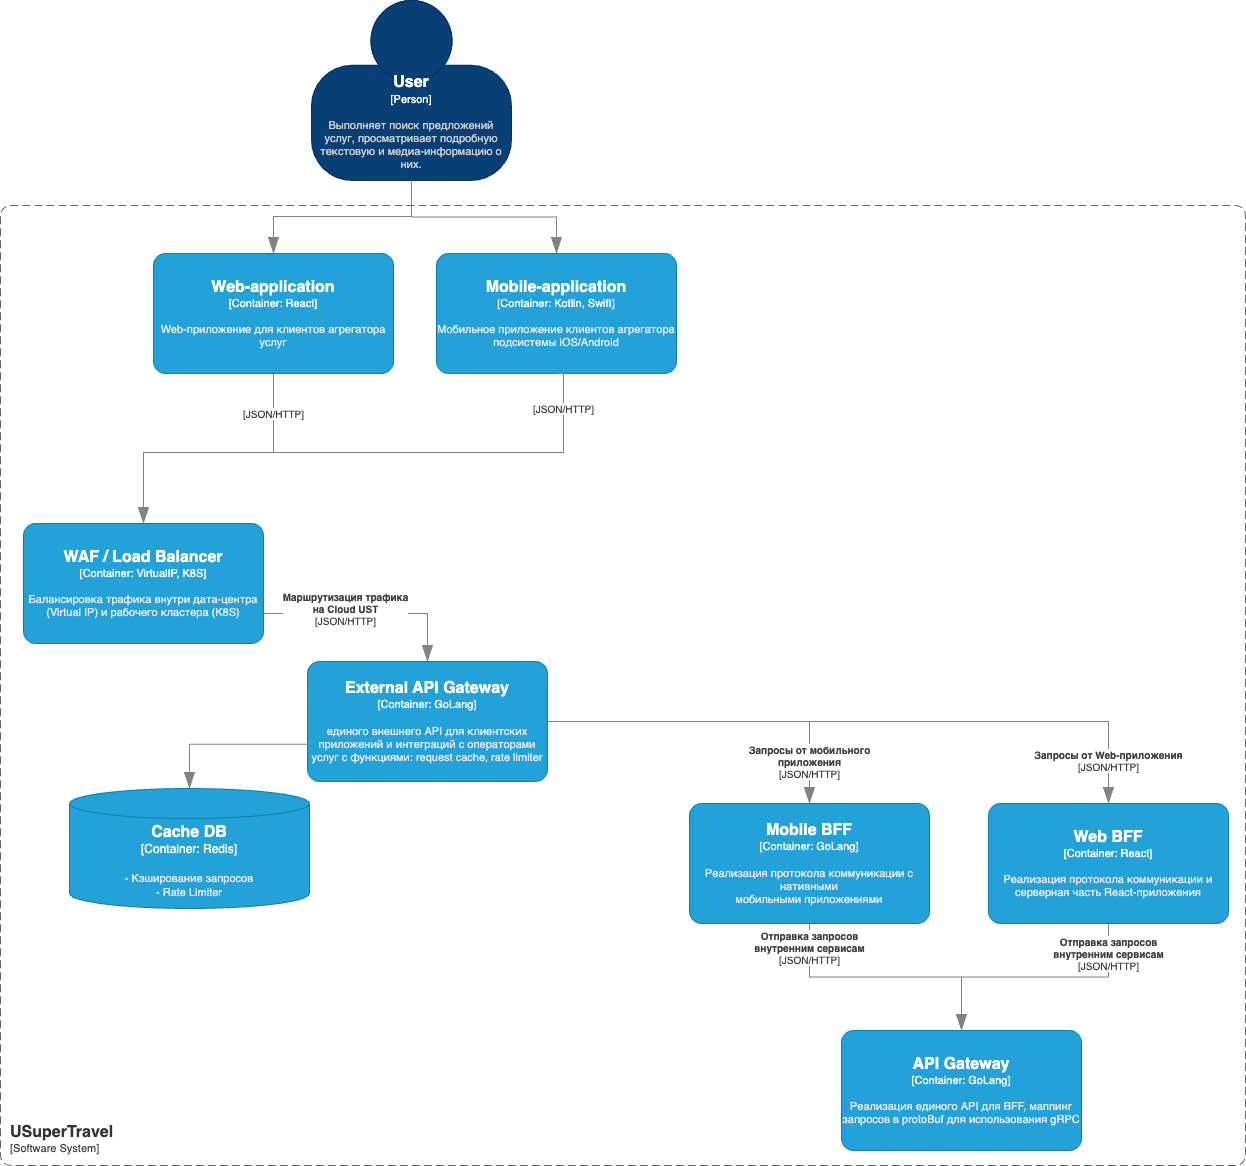 User
[Person]
Выполняет поиск предложений
услуг, просматривает подробную
текстовую и медиа-информацию о
них.
Web-application
[Container: React]
Web-приложение для клиентов агрегатора
услуг
Mobile-application
[Container: Kotlin, Swift]
Мобильное приложение клиентов агрегатора
подсистемы iOS/Android
[JSON/HTTP]
[JSON/HTTP]
WAF / Load Balancer
[Container: VirtualIP, K8S]
Балансировка трафика внутри дата-центра
(Virtual IP) и рабочего кластера (K8S)
Маршрутизация трафика
на Cloud UST
[JSON/HTTP]
External API Gateway
[Container: GoLang]
единого внешнего API для клиентских
приложений и интеграций с операторами
услуг с функциями: request cache, rate limiter
Cache DB
[Container: Redis]
- Кэширование запросов
- Rate Limiter
Запросы от мобильного
приложения
[JSON/HTTP]
Запросы от Web-приложения
[JSON/HTTP]
Mobile BFF
[Container: GoLang]
Реализация протокола коммуникации с
нативными
мобильными приложениями
Web BFF
[Container: React]
Реализация протокола коммуникации и
серверная часть React-приложения
Отправка запросов
внутренним сервисам
[JSON/HTTP]
Отправка запросов
внутренним сервисам
[JSON/HTTP]
API Gateway
[Container: GoLang]
Реализация единого API для BFF, маппинг
запросов в protoBuf для использования gRPC
USuperTravel
[Software System]